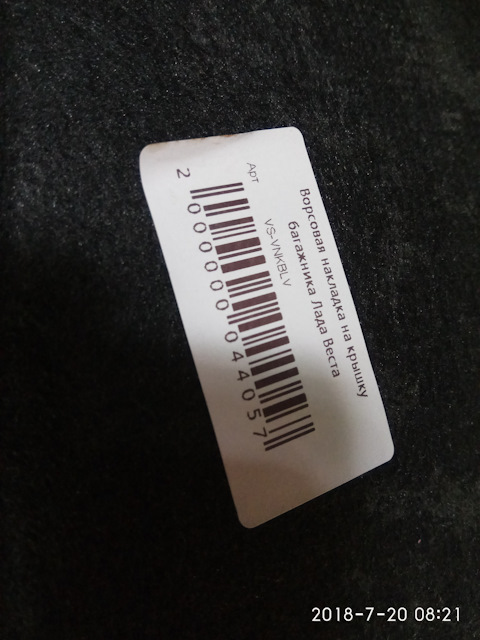 Ворсовая накладка на крышку
багажника Лада Веста
Арт VS-VNKBLV
2 000000 044057
2018-7-20 08:21